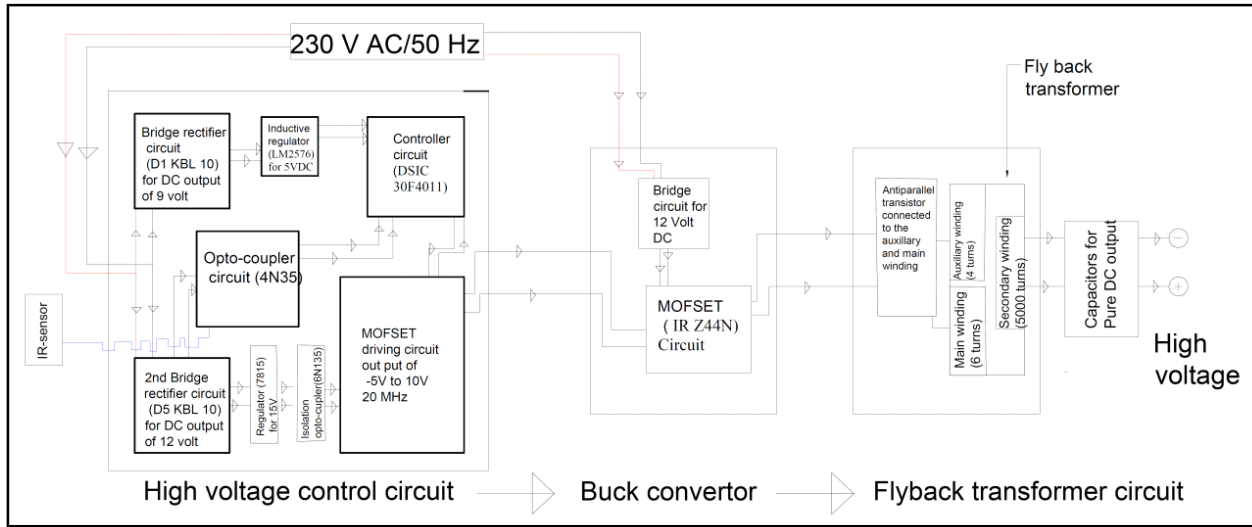 230 V AC/50 Hz
Fly back
transformer
Bridge rectifier
circuit
(D1 KBL 10)
for DC output
of 9 volt
Inductive
regulator
(LM2576)
for 5VDC
Controller
circuit
(DSIC
30F4011)
Opto-coupler
circuit (4N35)
IR-sensor
2nd Bridge
rectifier circuit
(D5 KBL 10)
for DC output
of 12 volt
Regulator (7815)
for 15V
Isolation
opto-cupler(6N135)
MOFSET
driving circuit
out put of
-5V to 10V
20 MHz
Bridge
circuit for
12 Volt
DC
MOFSET
( IR Z44N)
Circuit
Antiparallel
transistor
connected
to the
auxillary
and main
winding
Auxiliary winding
(4 turns)
Main winding
(6 turns)
Secondary winding
(5000 turns)
Capacitors for
Pure DC output
High
voltage
High voltage control circuit
Buck convertor
Flyback transformer circuit